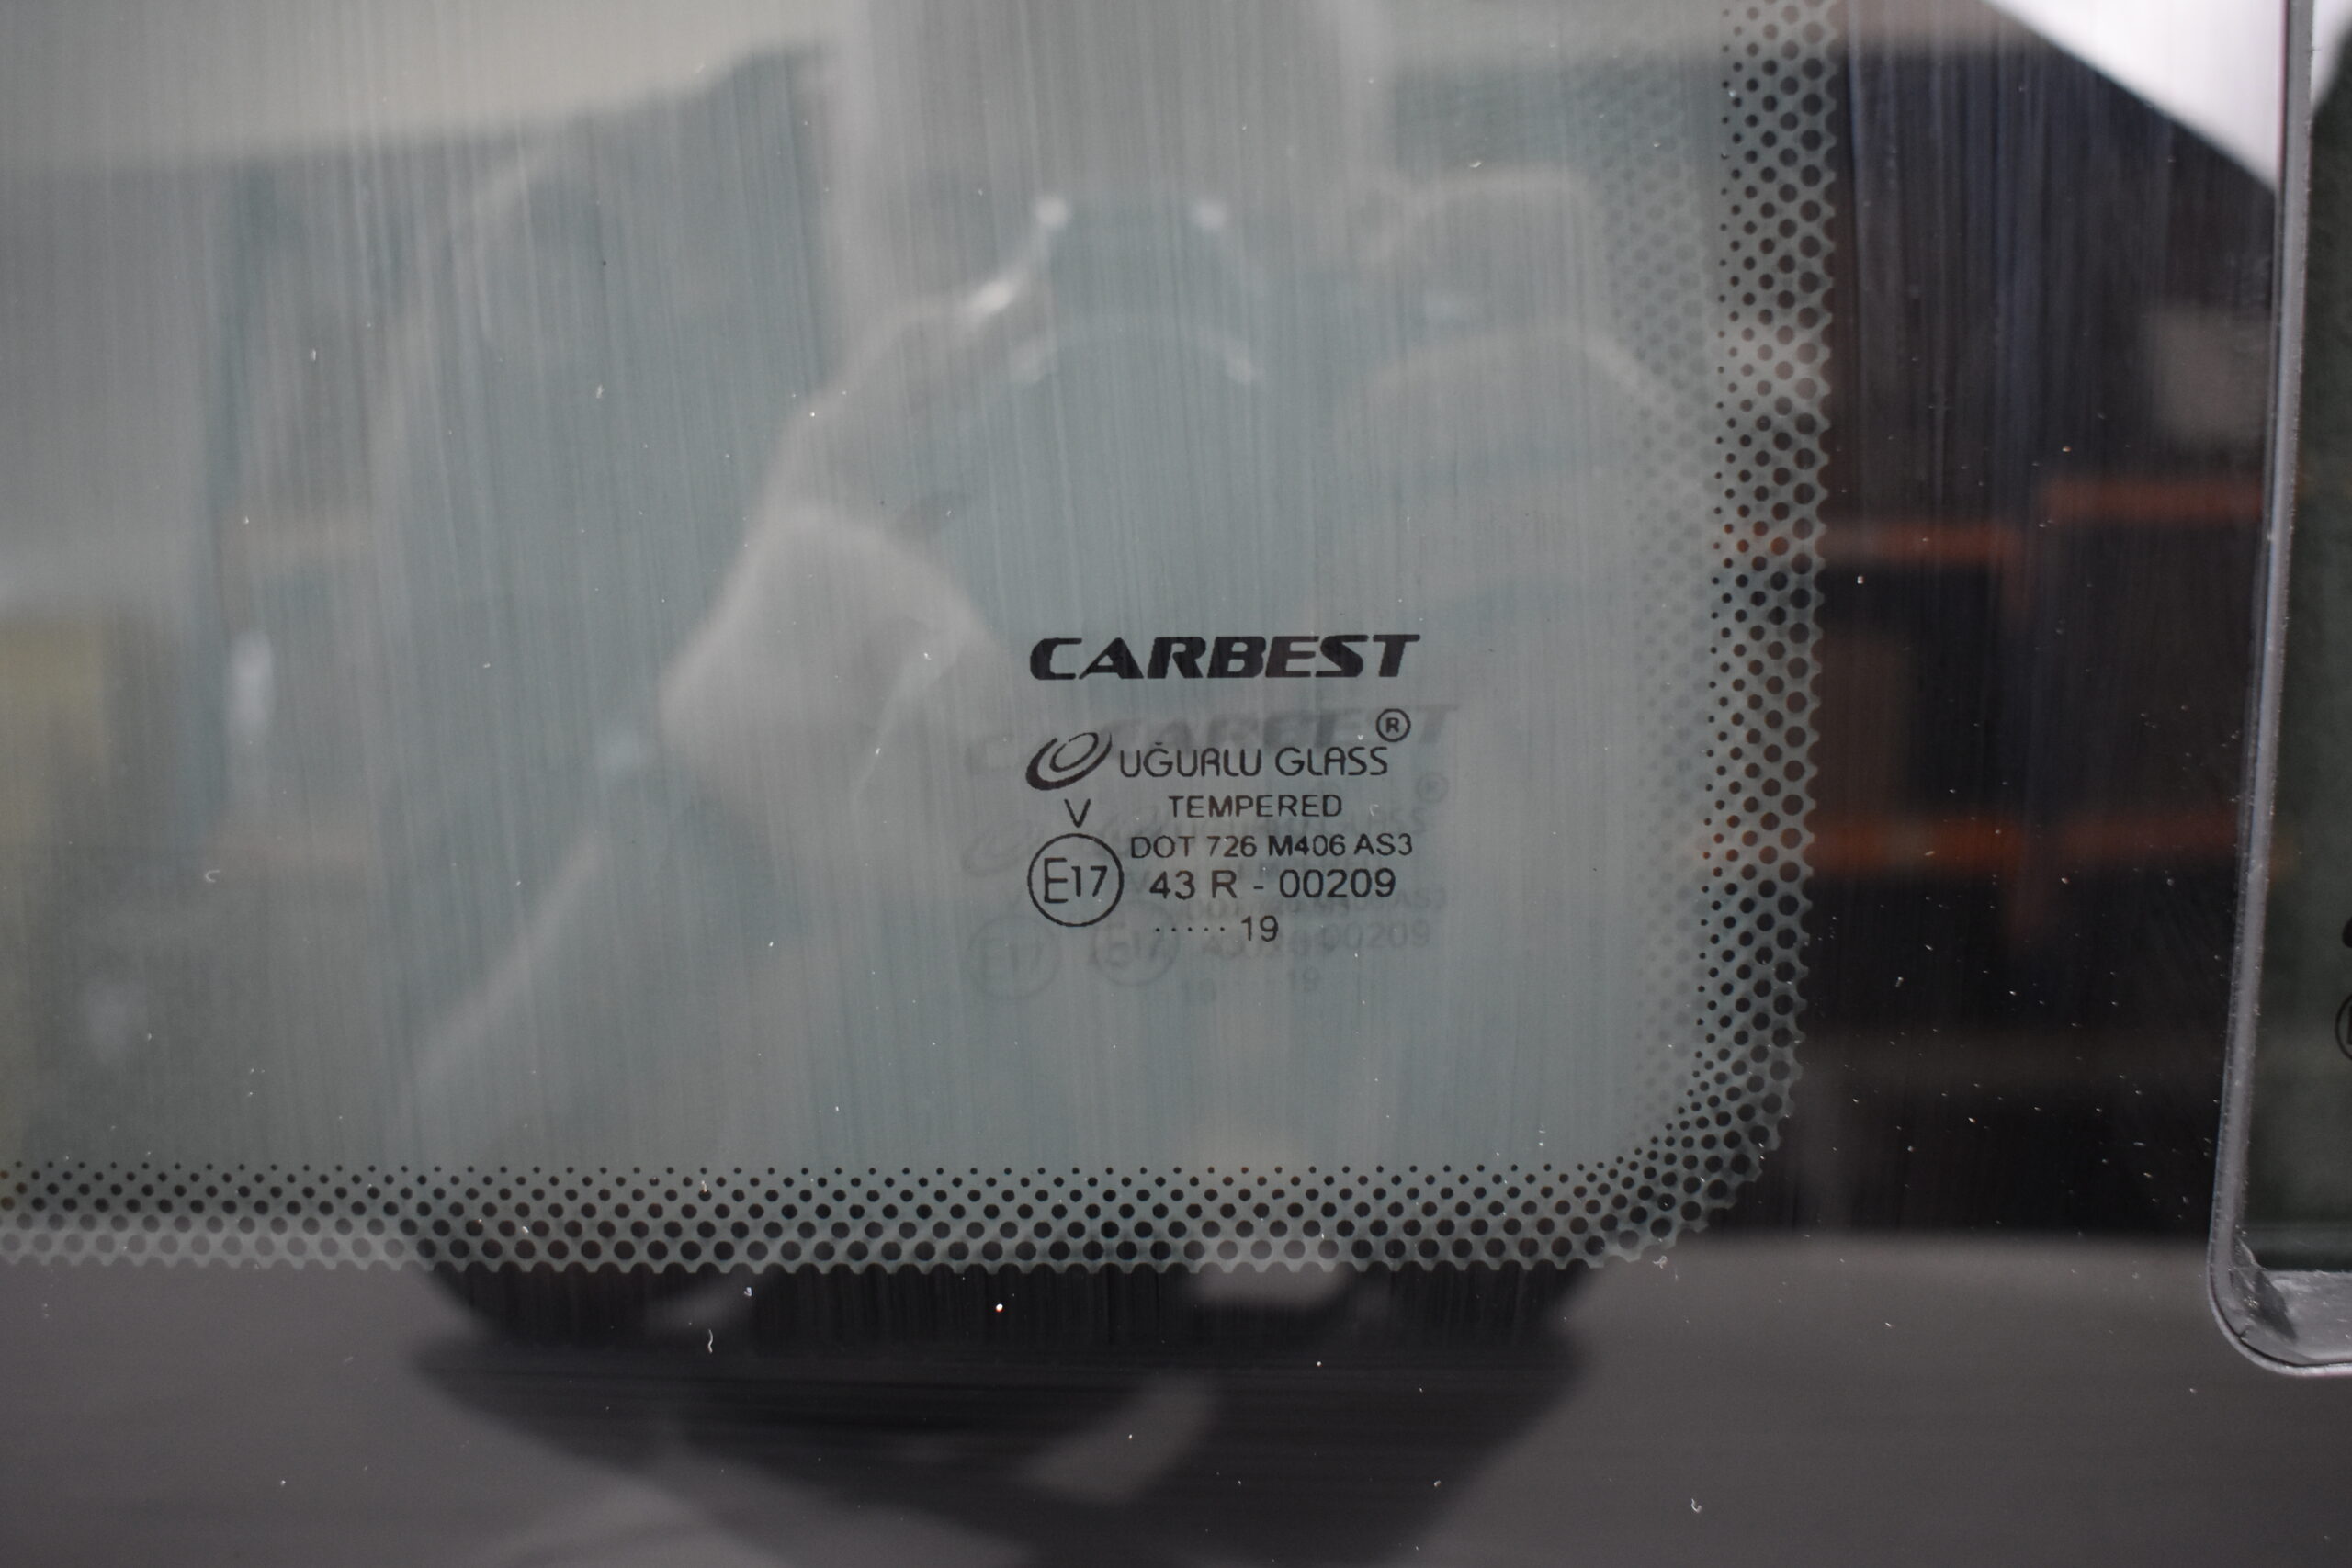 CARBEST
UĞURLU GLASS®
V TEMPERED
DOT 726 M406 AS3
E17 43 R - 00209
····· 19